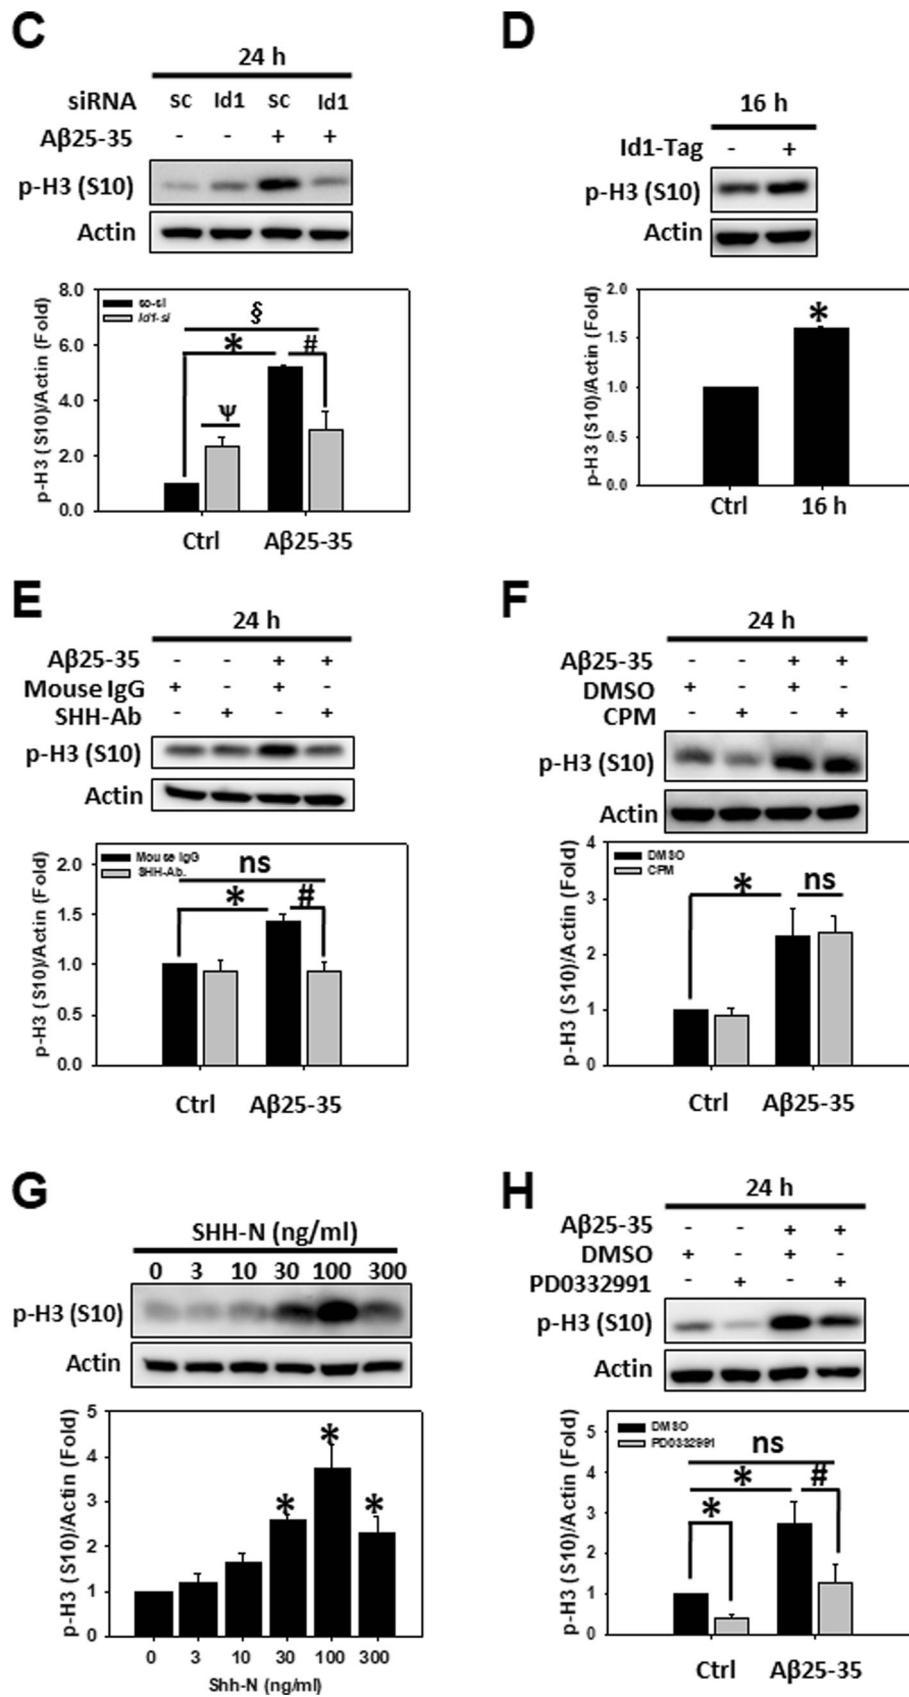 C
24 h
siRNA sc Id1 sc Id1
Aβ25-35 - - + +
p-H3 (S10)
Actin
p-H3 (S10)/Actin (Fold)
8.0
6.0
4.0
2.0
0.0
sc-si
Id1-si
§
* #
ψ
Ctrl Aβ25-35
D
16 h
Id1-Tag - +
p-H3 (S10)
Actin
p-H3 (S10)/Actin (Fold)
2.0
1.5
1.0
0.5
0.0
*
Ctrl 16 h
E
24 h
Aβ25-35 - - + +
Mouse IgG + - + -
SHH-Ab - + - +
p-H3 (S10)
Actin
p-H3 (S10)/Actin (Fold)
2.0
1.5
1.0
0.5
0.0
Mouse IgG
SHH-Ab.
ns
* #
Ctrl Aβ25-35
F
24 h
Aβ25-35 - - + +
DMSO + - + -
CPM - + - +
p-H3 (S10)
Actin
p-H3 (S10)/Actin (Fold)
4
3
2
1
0
DMSO
CPM
* ns
Ctrl Aβ25-35
G
SHH-N (ng/ml)
0 3 10 30 100 300
p-H3 (S10)
Actin
p-H3 (S10)/Actin (Fold)
5
4
3
2
1
0
* * *
0 3 10 30 100 300
Shh-N (ng/ml)
H
24 h
Aβ25-35 - - + +
DMSO + - + -
PD0332991 - + - +
p-H3 (S10)
Actin
p-H3 (S10)/Actin (Fold)
5
4
3
2
1
0
DMSO
PD0332991
ns
* #
*
Ctrl Aβ25-35